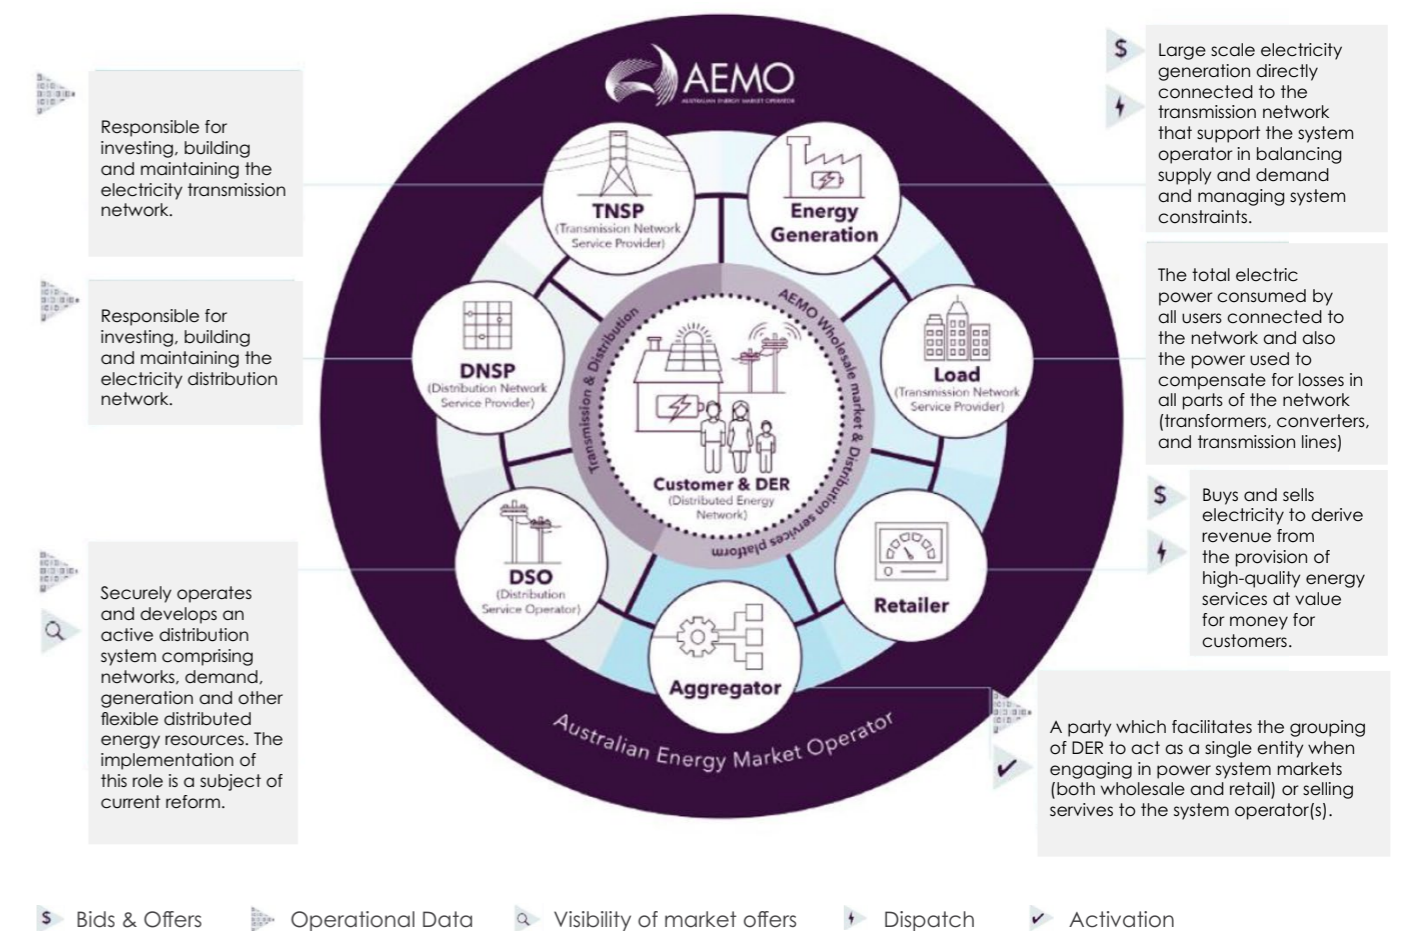 AEMO
AUSTRALIAN ENERGY MARKET OPERATOR
Responsible for
investing, building
and maintaining the
electricity transmission
network.
Responsible for
investing, building
and maintaining the
electricity distribution
network.
Securely operates
and develops an
active distribution
system comprising
networks, demand,
generation and other
flexible distributed
energy resources. The
implementation of
this role is a subject of
current reform.
TNSP
(Transmission Network
Service Provider)
Energy
Generation
DNSP
(Distribution Network
Service Provider)
Load
(Transmission Network
Service Provider)
DSO
(Distribution
Service Operator)
Retailer
Aggregator
Transmission & Distribution
AEMO Wholesale market & Distribution services platform
Customer & DER
(Distributed Energy
Network)
Australian Energy Market Operator
$
Large scale electricity
generation directly
connected to the
transmission network
that support the system
operator in balancing
supply and demand
and managing system
constraints.
The total electric
power consumed by
all users connected to
the network and also
the power used to
compensate for losses in
all parts of the network
(transformers, converters,
and transmission lines)
$
Buys and sells
electricity to derive
revenue from
the provision of
high-quality energy
services at value
for money for
customers.
A party which facilitates the grouping
of DER to act as a single entity when
engaging in power system markets
(both wholesale and retail) or selling
servives to the system operator(s).
$ Bids & Offers
Operational Data
Visibility of market offers
Dispatch
Activation